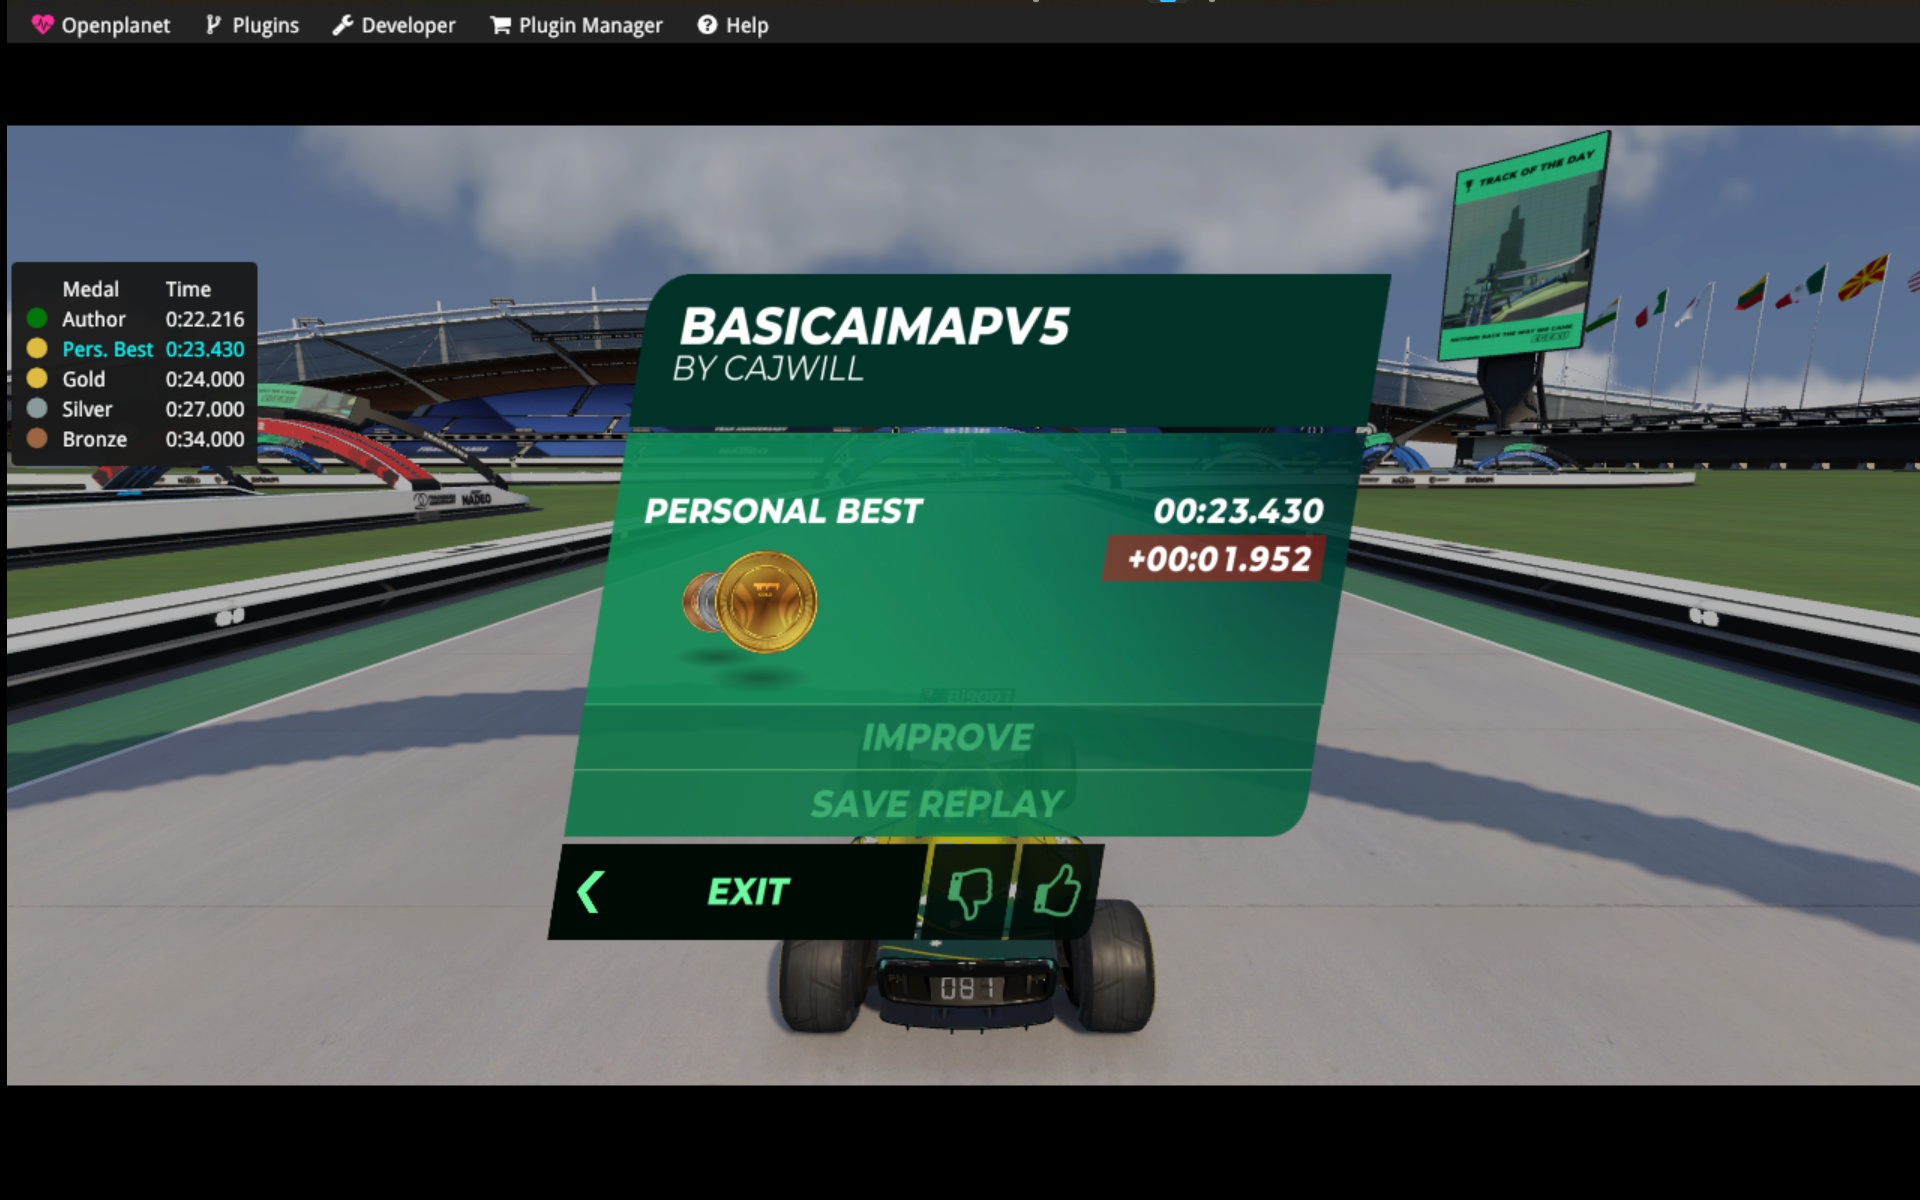 Openplanet Plugins Developer Plugin Manager Help
TRACK OF THE DAY
Medal Time
Author 0:22.216
Pers. Best 0:23.430
Gold 0:24.000
Silver 0:27.000
Bronze 0:34.000
BASICAIMAPV5
BY CAJWILL
NADEO
PERSONAL BEST 00:23.430
+00:01.952
IMPROVE
SAVE REPLAY
EXIT
081